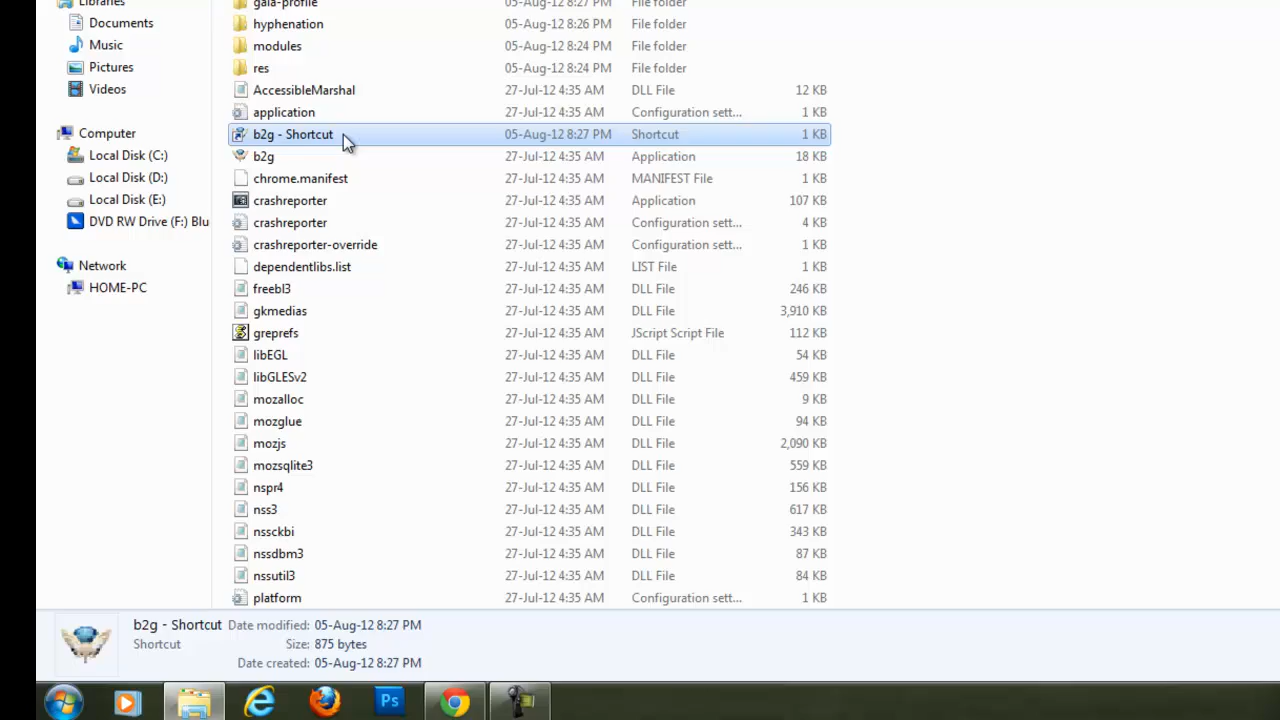 Libraries
Documents
Music
Pictures
Videos
Computer
Local Disk (C:)
Local Disk (D:)
Local Disk (E:)
DVD RW Drive (F:) Blu
Network
HOME-PC
gaia-profile 05-Aug-12 8:27 PM File folder
hyphenation 05-Aug-12 8:26 PM File folder
modules 05-Aug-12 8:24 PM File folder
res 05-Aug-12 8:24 PM File folder
AccessibleMarshal 27-Jul-12 4:35 AM DLL File 12 KB
application 27-Jul-12 4:35 AM Configuration sett... 1 KB
b2g - Shortcut 05-Aug-12 8:27 PM Shortcut 1 KB
b2g 27-Jul-12 4:35 AM Application 18 KB
chrome.manifest 27-Jul-12 4:35 AM MANIFEST File 1 KB
crashreporter 27-Jul-12 4:35 AM Application 107 KB
crashreporter 27-Jul-12 4:35 AM Configuration sett... 4 KB
crashreporter-override 27-Jul-12 4:35 AM Configuration sett... 1 KB
dependentlibs.list 27-Jul-12 4:35 AM LIST File 1 KB
freebl3 27-Jul-12 4:35 AM DLL File 246 KB
gkmedias 27-Jul-12 4:35 AM DLL File 3,910 KB
greprefs 27-Jul-12 4:35 AM JScript Script File 112 KB
libEGL 27-Jul-12 4:35 AM DLL File 54 KB
libGLESv2 27-Jul-12 4:35 AM DLL File 459 KB
mozalloc 27-Jul-12 4:35 AM DLL File 9 KB
mozglue 27-Jul-12 4:35 AM DLL File 94 KB
mozjs 27-Jul-12 4:35 AM DLL File 2,090 KB
mozsqlite3 27-Jul-12 4:35 AM DLL File 559 KB
nspr4 27-Jul-12 4:35 AM DLL File 156 KB
nss3 27-Jul-12 4:35 AM DLL File 617 KB
nssckbi 27-Jul-12 4:35 AM DLL File 343 KB
nssdbm3 27-Jul-12 4:35 AM DLL File 87 KB
nssutil3 27-Jul-12 4:35 AM DLL File 84 KB
platform 27-Jul-12 4:35 AM Configuration sett... 1 KB
b2g - Shortcut Date modified: 05-Aug-12 8:27 PM
Shortcut Size: 875 bytes
Date created: 05-Aug-12 8:27 PM
Ps